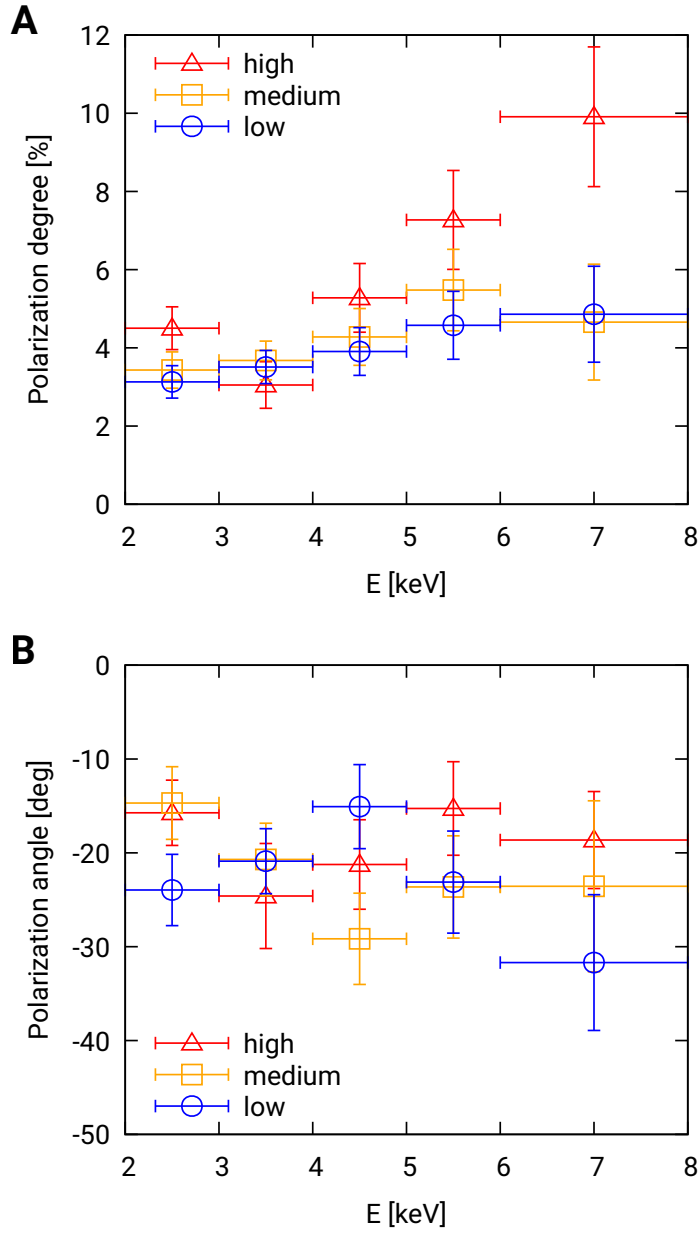 A
12
10
8
6
4
2
0
Polarization degree [%]
high
medium
low
2 3 4 5 6 7 8
E [keV]
B
0
-10
-20
-30
-40
-50
Polarization angle [deg]
high
medium
low
2 3 4 5 6 7 8
E [keV]